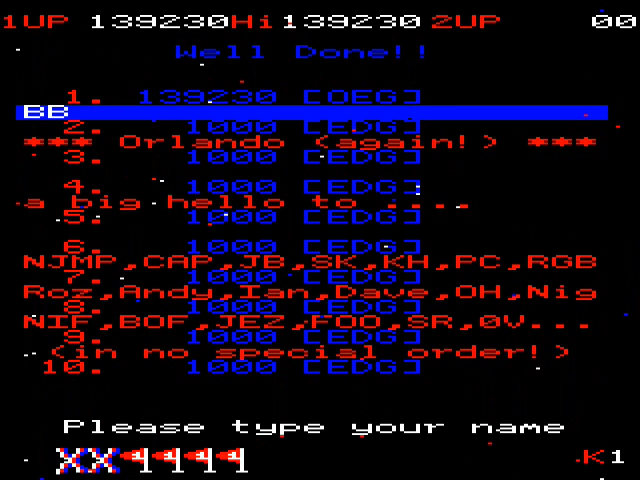 1UP 139230Hi139230 2UP 00
Well Done!!
1. 139230 [OEG]
BB
2. 1000 [EDG]
*** Orlando (again!) ***
3. 1000 [EDG]
4. 1000 [EDG]
a big hello to ....
5. 1000 [EDG]
6. 1000 [EDG]
NJMP,CAP,JB,SK,KH,PC,RGB
7. 1000 [EDG]
Roz,Andy,Ian,Dave,OH,Nig
8. 1000 [EDG]
NIF,BOF,JEZ,FOO,SR,0V...
9. 1000 [EDG]
(in no special order!)
10. 1000 [EDG]
Please type your name
K1